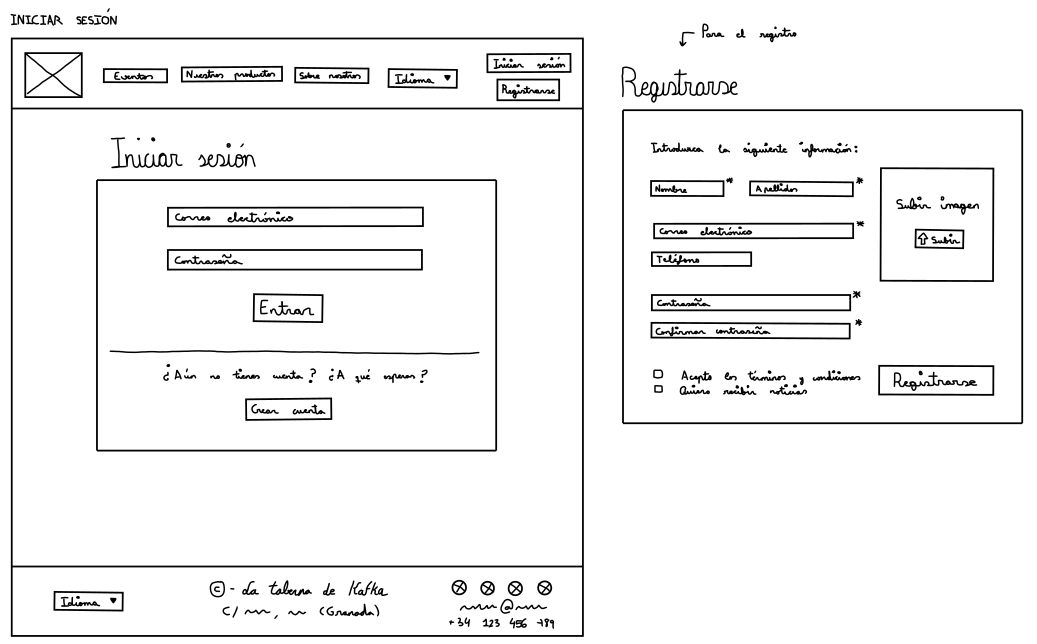 INICIAR SESIÓN
Eventos
Nuestros productos
Sobre nosotros
Idioma ▼
Iniciar sesión
Registrarse
Iniciar sesión
Correo electrónico
Contraseña
Entrar
¿Aún no tienes cuenta? ¿A qué esperas?
Crear cuenta
Idioma ▼
© - La taberna de Kafka
C/ ~~, ~~ (Granada)
~~@~~
+34 123 456 789
Para el registro
Registrarse
Introduzca la siguiente información:
Nombre *
Apellidos *
Subir imagen
Subir
Correo electrónico *
Teléfono
Contraseña *
Confirmar contraseña *
Acepto los términos y condiciones
Quiero recibir noticias
Registrarse